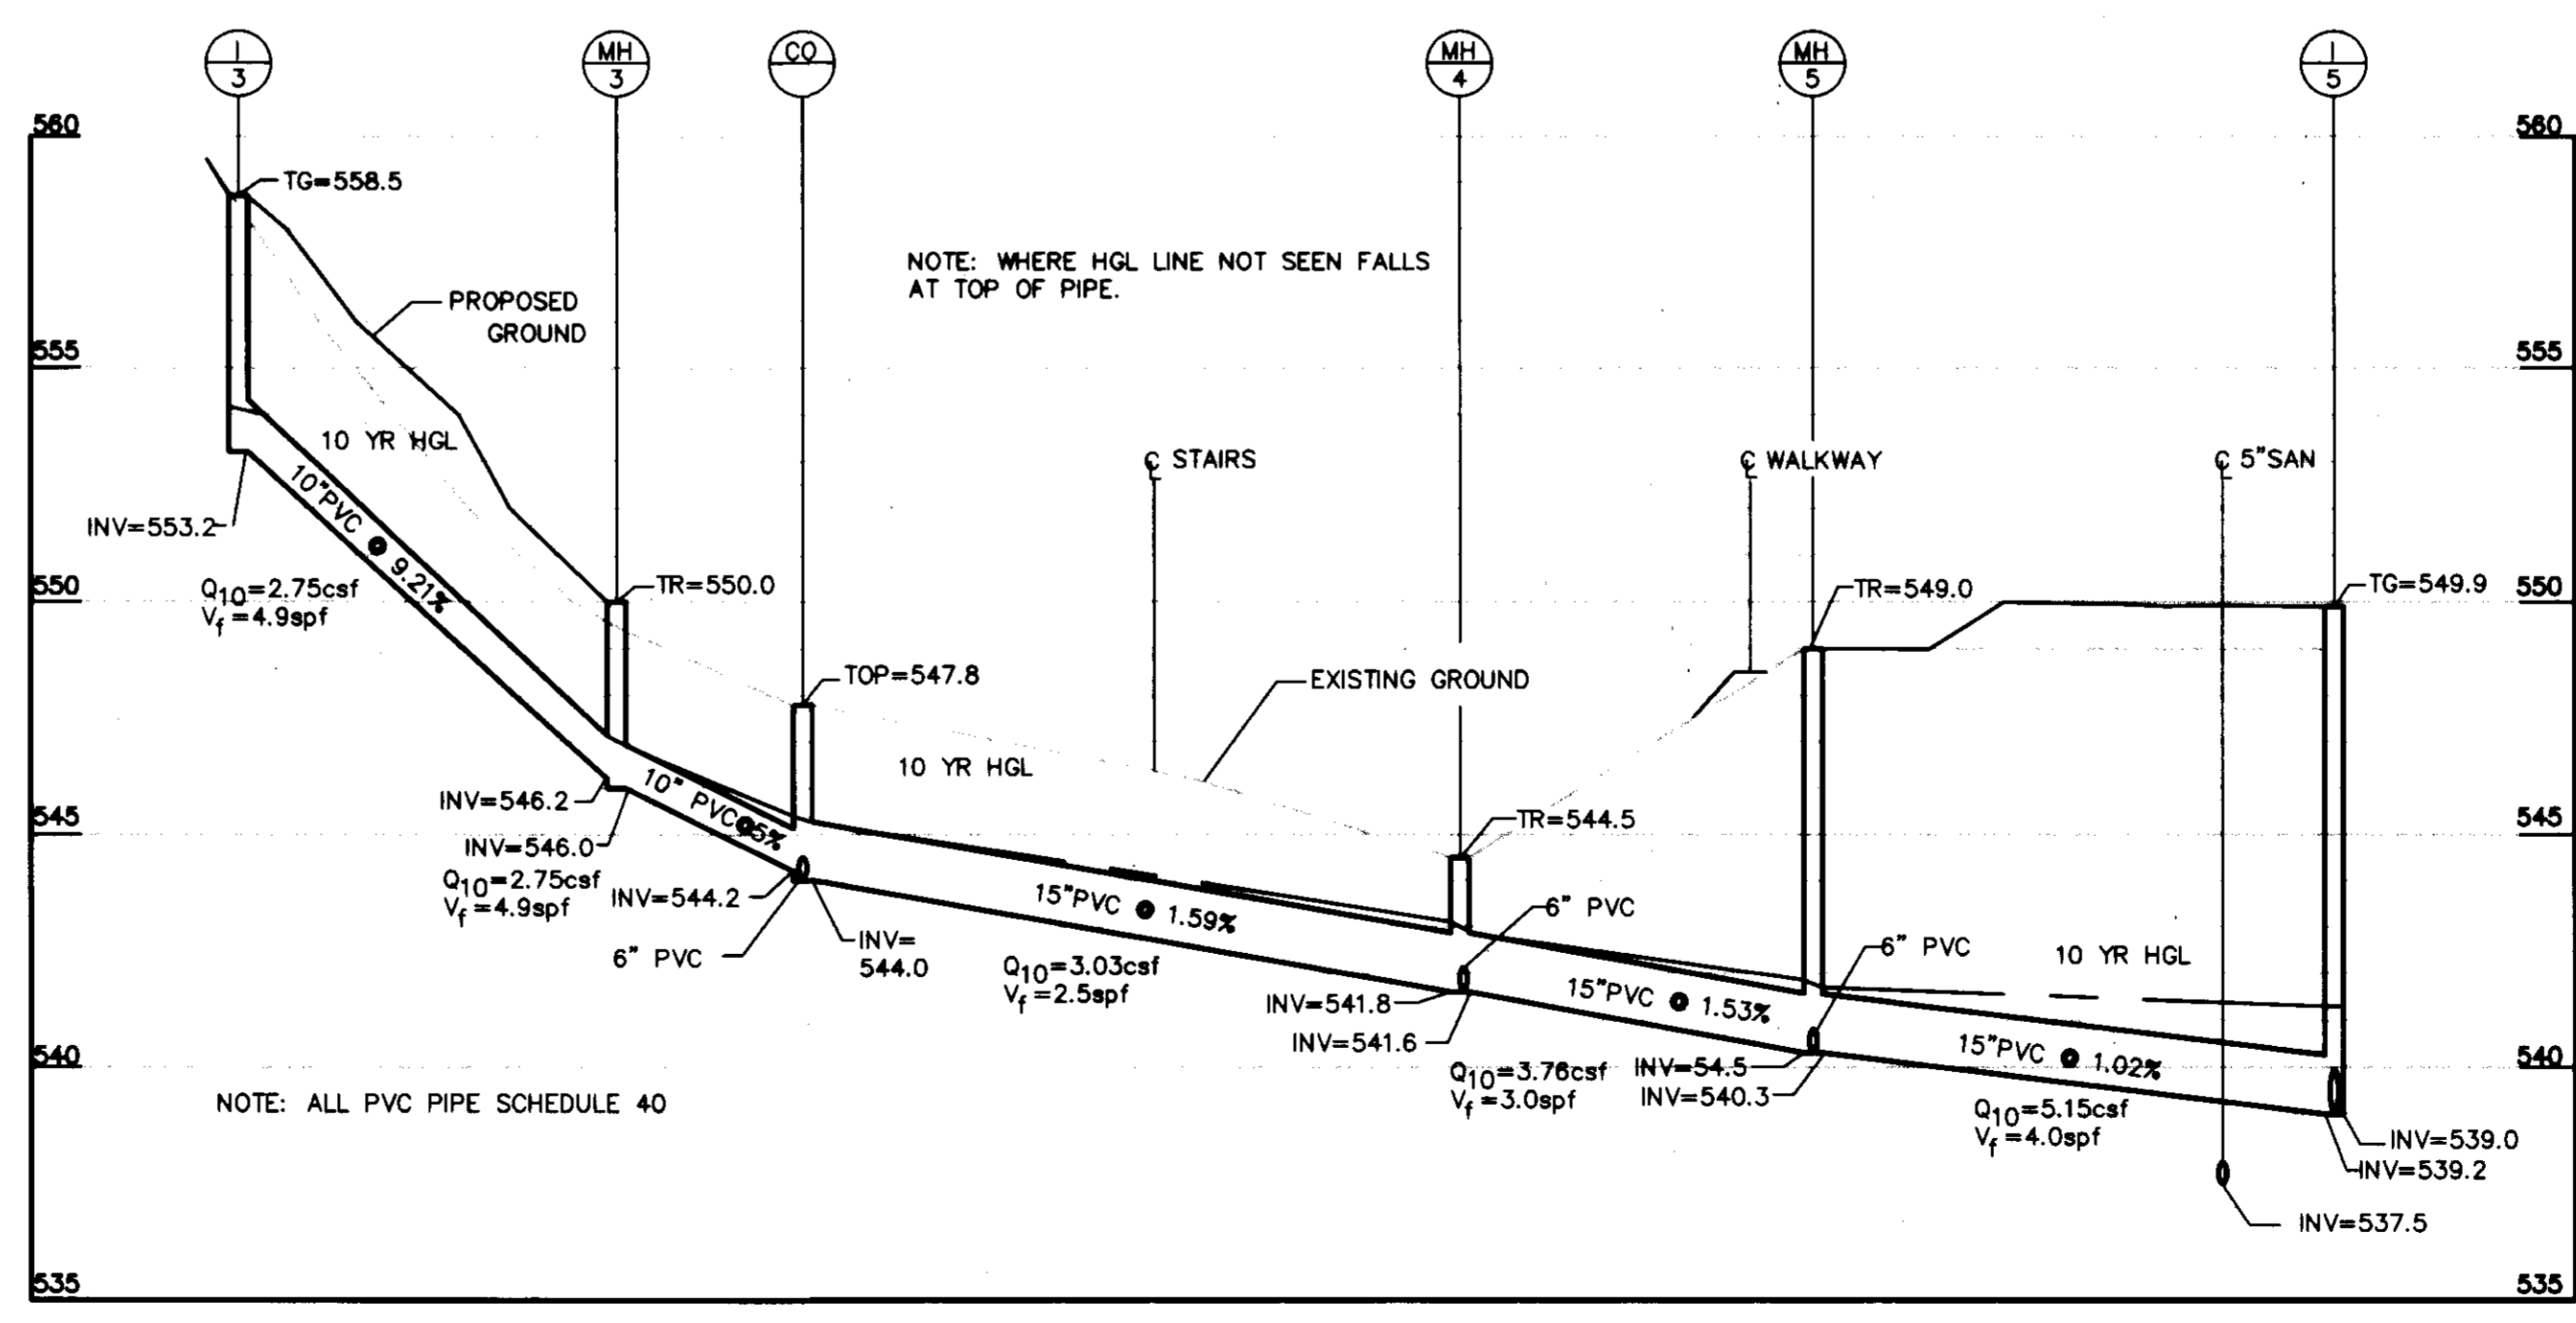 I
3
MH
3
CO
MH
4
MH
5
I
5
560
560
TG=558.5
NOTE: WHERE HGL LINE NOT SEEN FALLS
AT TOP OF PIPE.
PROPOSED
GROUND
555
555
10 YR HGL
℄ STAIRS
℄ WALKWAY
℄ 5"SAN
10"PVC @ 9.21%
INV=553.2
550
550
Q10=2.75csf
Vf=4.9spf
TR=550.0
TR=549.0
TG=549.9
TOP=547.8
EXISTING GROUND
10 YR HGL
10" PVC@5%
INV=546.2
545
545
TR=544.5
INV=546.0
Q10=2.75csf
Vf=4.9spf
INV=544.2
15"PVC @ 1.59%
6" PVC
6" PVC
INV=
544.0
6" PVC
10 YR HGL
Q10=3.03csf
Vf=2.5spf
15"PVC @ 1.53%
INV=541.8
INV=541.6
15"PVC @ 1.02%
540
540
Q10=3.76csf
Vf=3.0spf
INV=54.5
INV=540.3
NOTE: ALL PVC PIPE SCHEDULE 40
Q10=5.15csf
Vf=4.0spf
INV=539.0
INV=539.2
INV=537.5
535
535